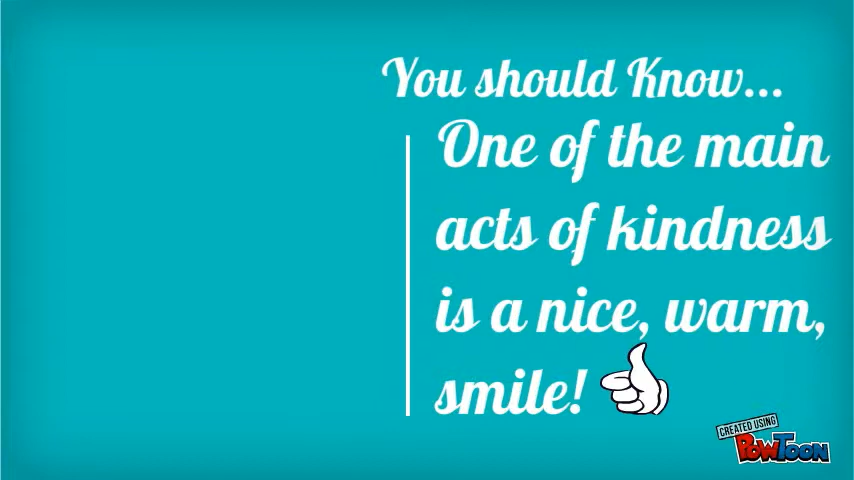 You should Know...
One of the main
acts of kindness
is a nice, warm,
smile!
CREATED USING
POWTOON